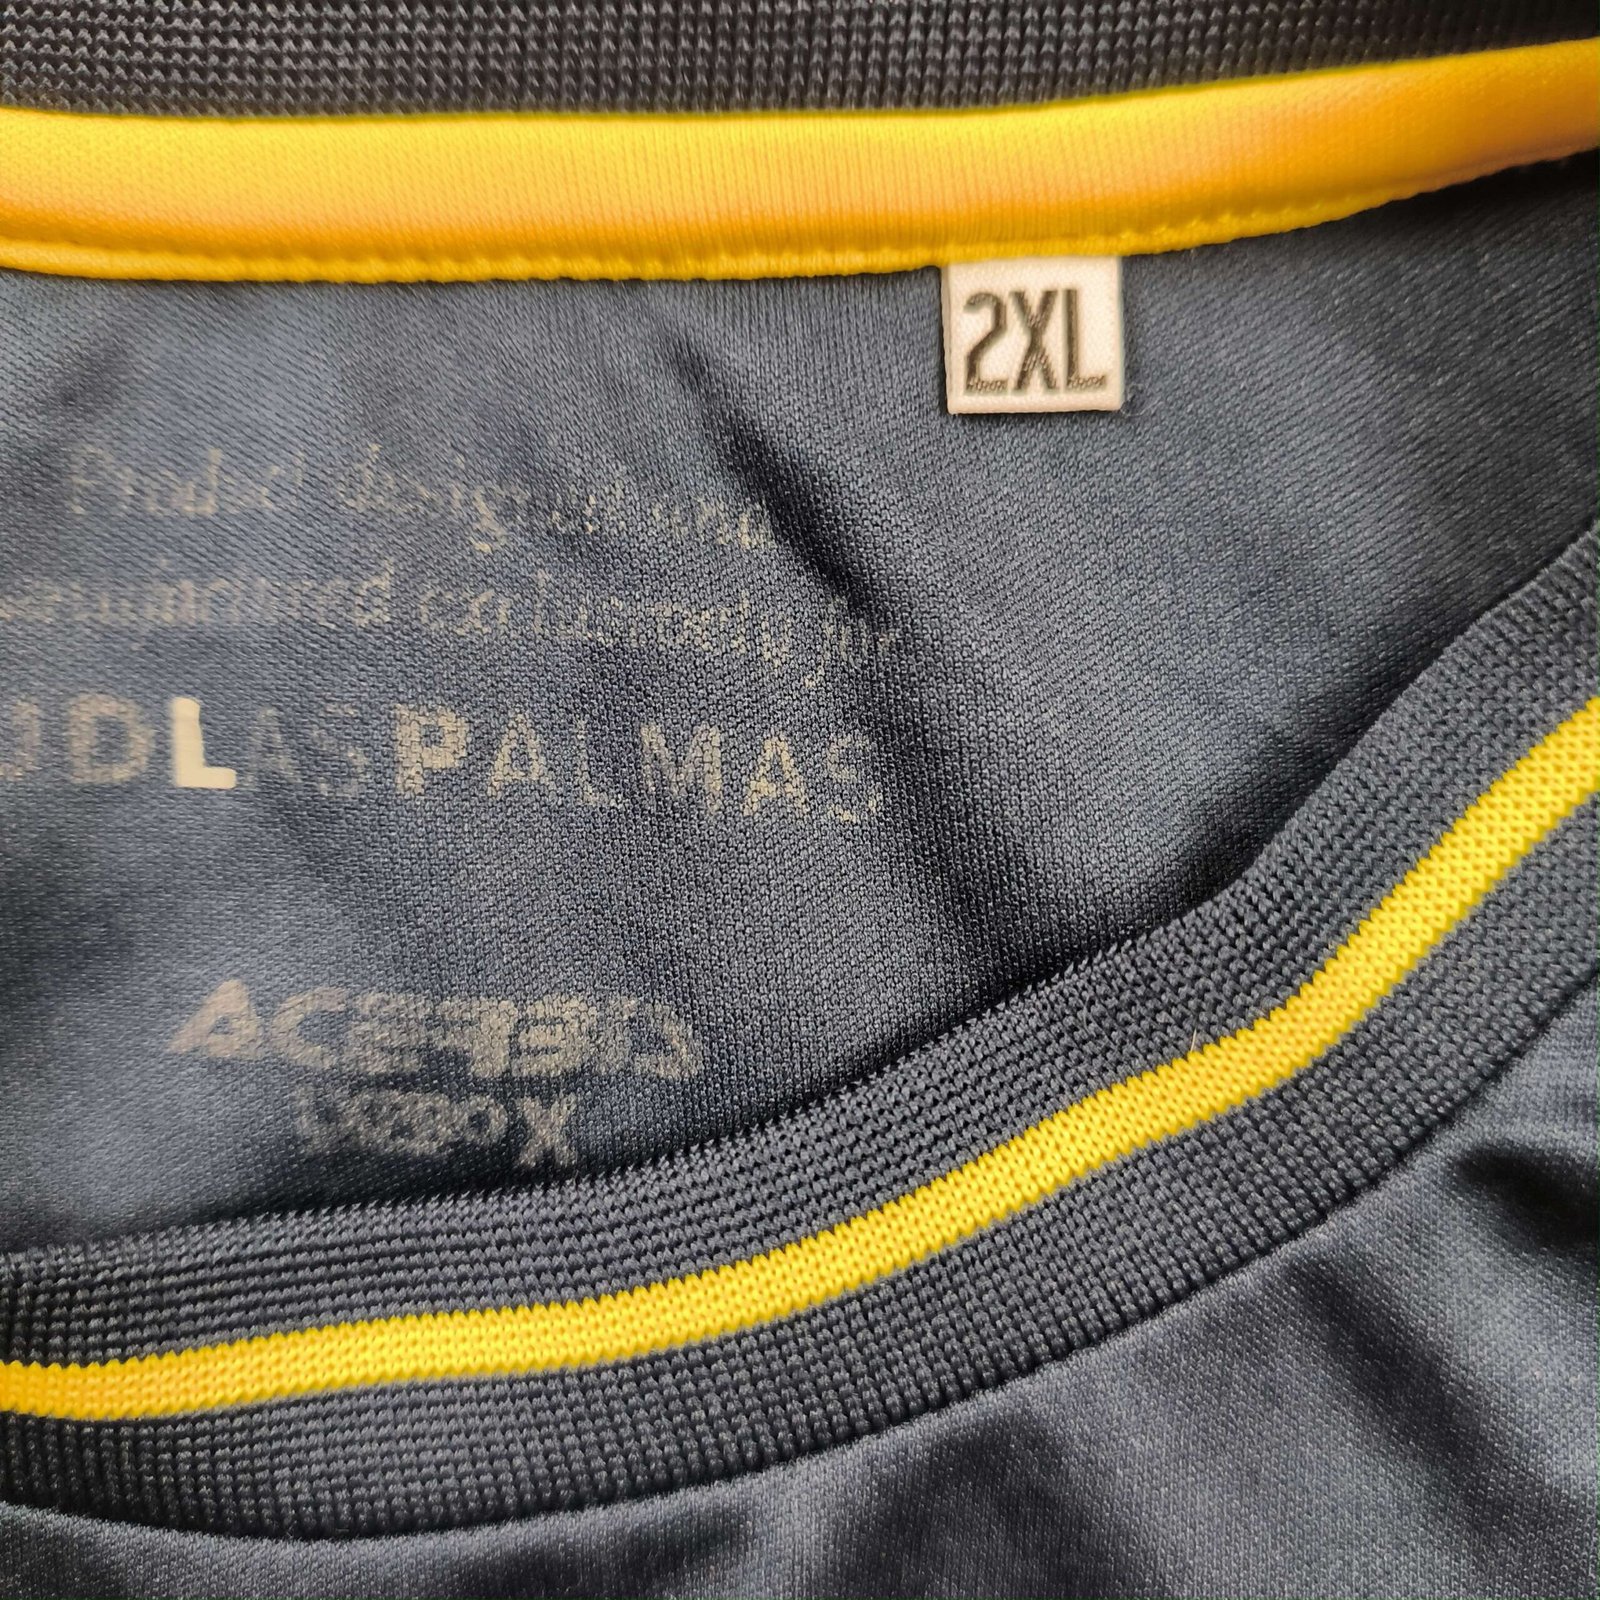 2XL
Product designed and
manufactured exclusively for
UDLASPALMAS
ACERBIS